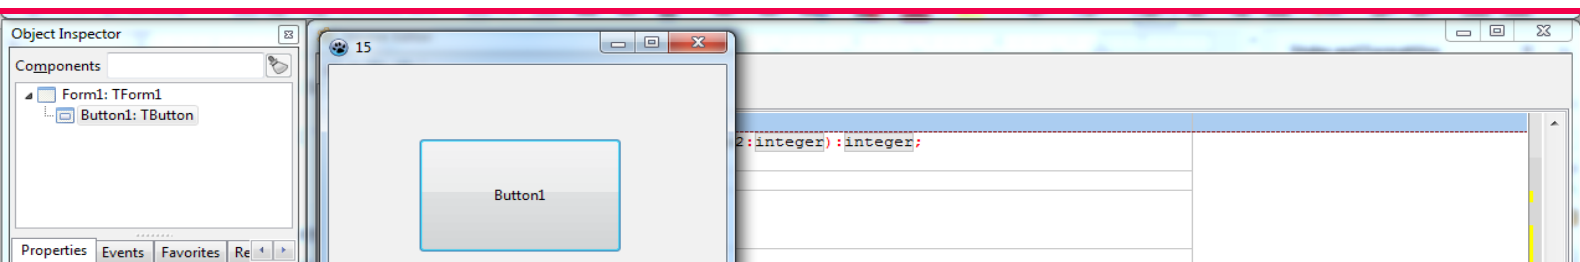 Object Inspector
Components
Form1: TForm1
Button1: TButton
Properties Events Favorites Re
15
Button1
2:integer):integer;